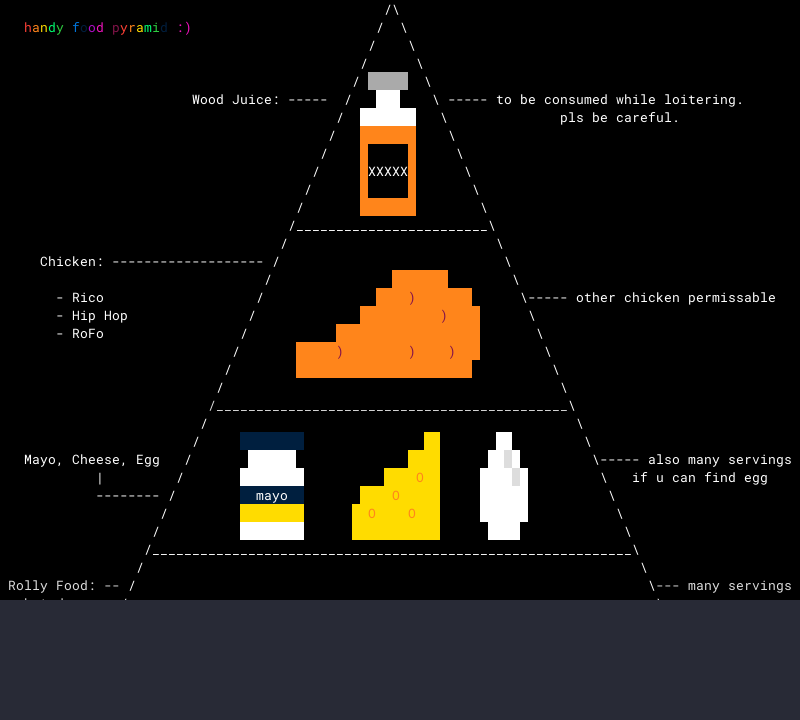 handy food pyramid :)
Wood Juice: -----
----- to be consumed while loitering.
pls be careful.
XXXXX
Chicken: -------------------
- Rico
- Hip Hop
- RoFo
----- other chicken permissable
) 
)
) ) )
Mayo, Cheese, Egg
|
--------
----- also many servings
if u can find egg
mayo
O
O
O O
Rolly Food: --
--- many servings